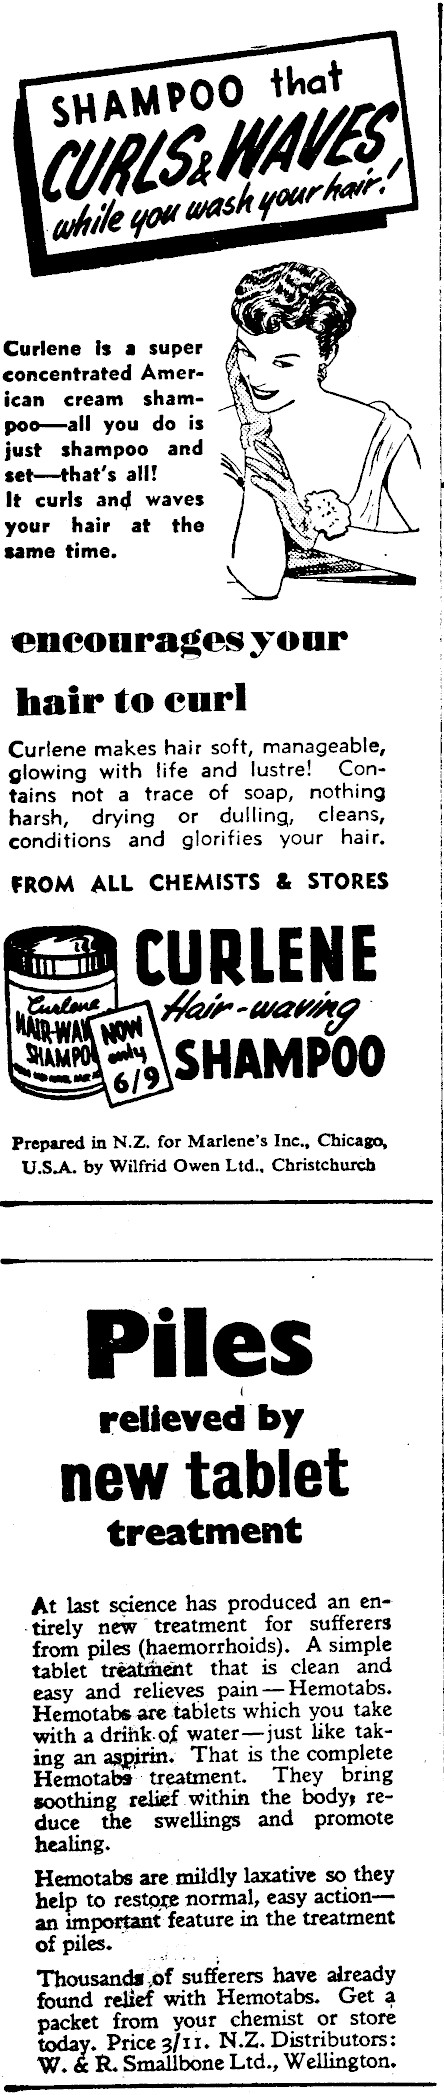 SHAMPOO that
CURLS & WAVES
while you wash your hair!
Curlene is a super
concentrated Amer-
ican cream sham-
poo—all you do is
just shampoo and
set—that's all!
It curls and waves
your hair at the
same time.
encourages your
hair to curl
Curlene makes hair soft, manageable,
glowing with life and lustre! Con-
tains not a trace of soap, nothing
harsh, drying or dulling, cleans,
conditions and glorifies your hair.
FROM ALL CHEMISTS & STORES
Curlene
HAIR-WAV
SHAMPO
NOW
only
6/9
CURLENE
Hair-waving
SHAMPOO
Prepared in N.Z. for Marlene's Inc., Chicago,
U.S.A. by Wilfrid Owen Ltd., Christchurch
Piles
relieved by
new tablet
treatment
At last science has produced an en-
tirely new treatment for sufferers
from piles (haemorrhoids). A simple
tablet treatment that is clean and
easy and relieves pain—Hemotabs.
Hemotabs are tablets which you take
with a drink of water—just like tak-
ing an aspirin. That is the complete
Hemotabs treatment. They bring
soothing relief within the body, re-
duce the swellings and promote
healing.
Hemotabs are mildly laxative so they
help to restore normal, easy action—
an important feature in the treatment
of piles.
Thousands of sufferers have already
found relief with Hemotabs. Get a
packet from your chemist or store
today. Price 3/11. N.Z. Distributors:
W. & R. Smallbone Ltd., Wellington.